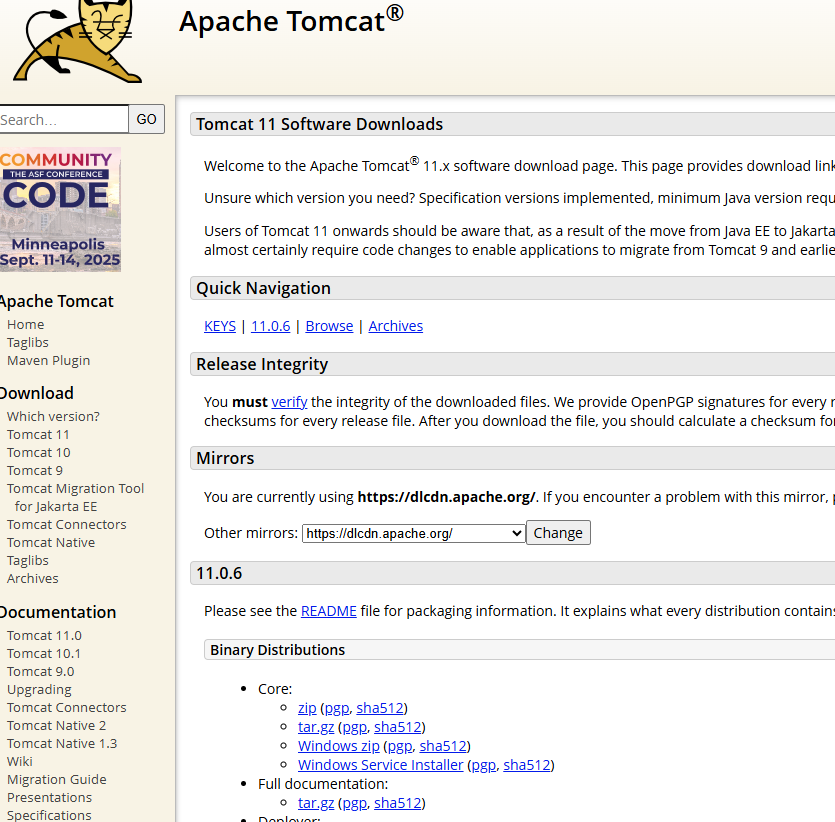 Apache Tomcat®
Search...
GO
COMMUNITY
THE ASF CONFERENCE
CODE
Minneapolis
Sept. 11-14, 2025
Apache Tomcat
Home
Taglibs
Maven Plugin
Download
Which version?
Tomcat 11
Tomcat 10
Tomcat 9
Tomcat Migration Tool
for Jakarta EE
Tomcat Connectors
Tomcat Native
Taglibs
Archives
Documentation
Tomcat 11.0
Tomcat 10.1
Tomcat 9.0
Upgrading
Tomcat Connectors
Tomcat Native 2
Tomcat Native 1.3
Wiki
Migration Guide
Presentations
Specifications
Tomcat 11 Software Downloads
Welcome to the Apache Tomcat® 11.x software download page. This page provides download link
Unsure which version you need? Specification versions implemented, minimum Java version requ
Users of Tomcat 11 onwards should be aware that, as a result of the move from Java EE to Jakarta
almost certainly require code changes to enable applications to migrate from Tomcat 9 and earlie
Quick Navigation
KEYS | 11.0.6 | Browse | Archives
Release Integrity
You must verify the integrity of the downloaded files. We provide OpenPGP signatures for every r
checksums for every release file. After you download the file, you should calculate a checksum for
Mirrors
You are currently using https://dlcdn.apache.org/. If you encounter a problem with this mirror, p
Other mirrors: https://dlcdn.apache.org/ Change
11.0.6
Please see the README file for packaging information. It explains what every distribution contains
Binary Distributions
Core:
zip (pgp, sha512)
tar.gz (pgp, sha512)
Windows zip (pgp, sha512)
Windows Service Installer (pgp, sha512)
Full documentation:
tar.gz (pgp, sha512)
Deployer: